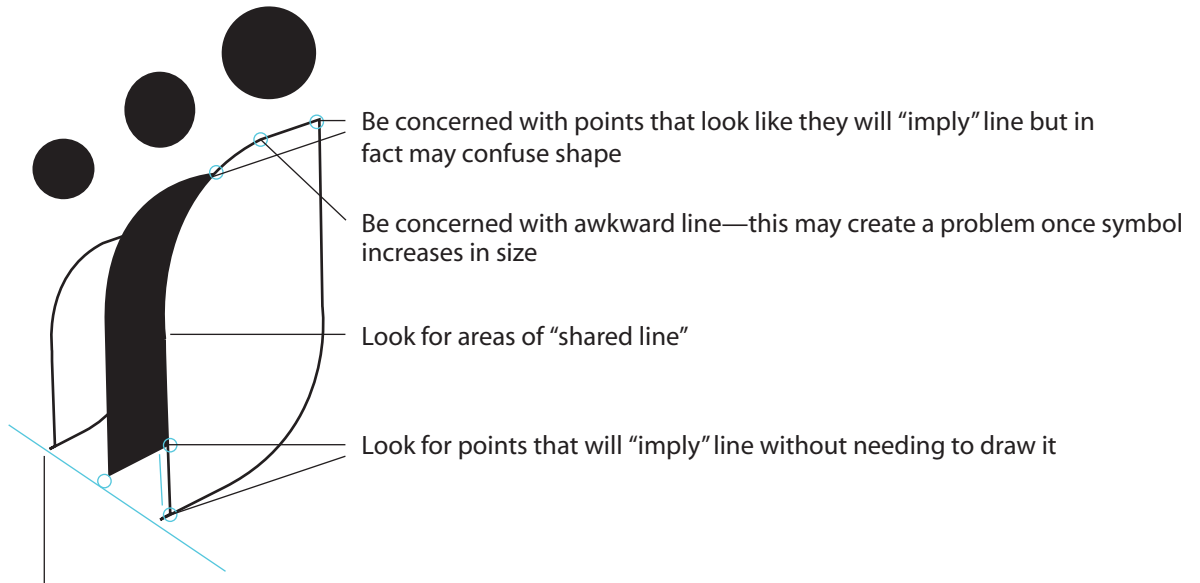 Be concerned with points that look like they will “imply” line but in
fact may confuse shape
Be concerned with awkward line—this may create a problem once symbol
increases in size
Look for areas of “shared line”
Look for points that will “imply” line without needing to draw it